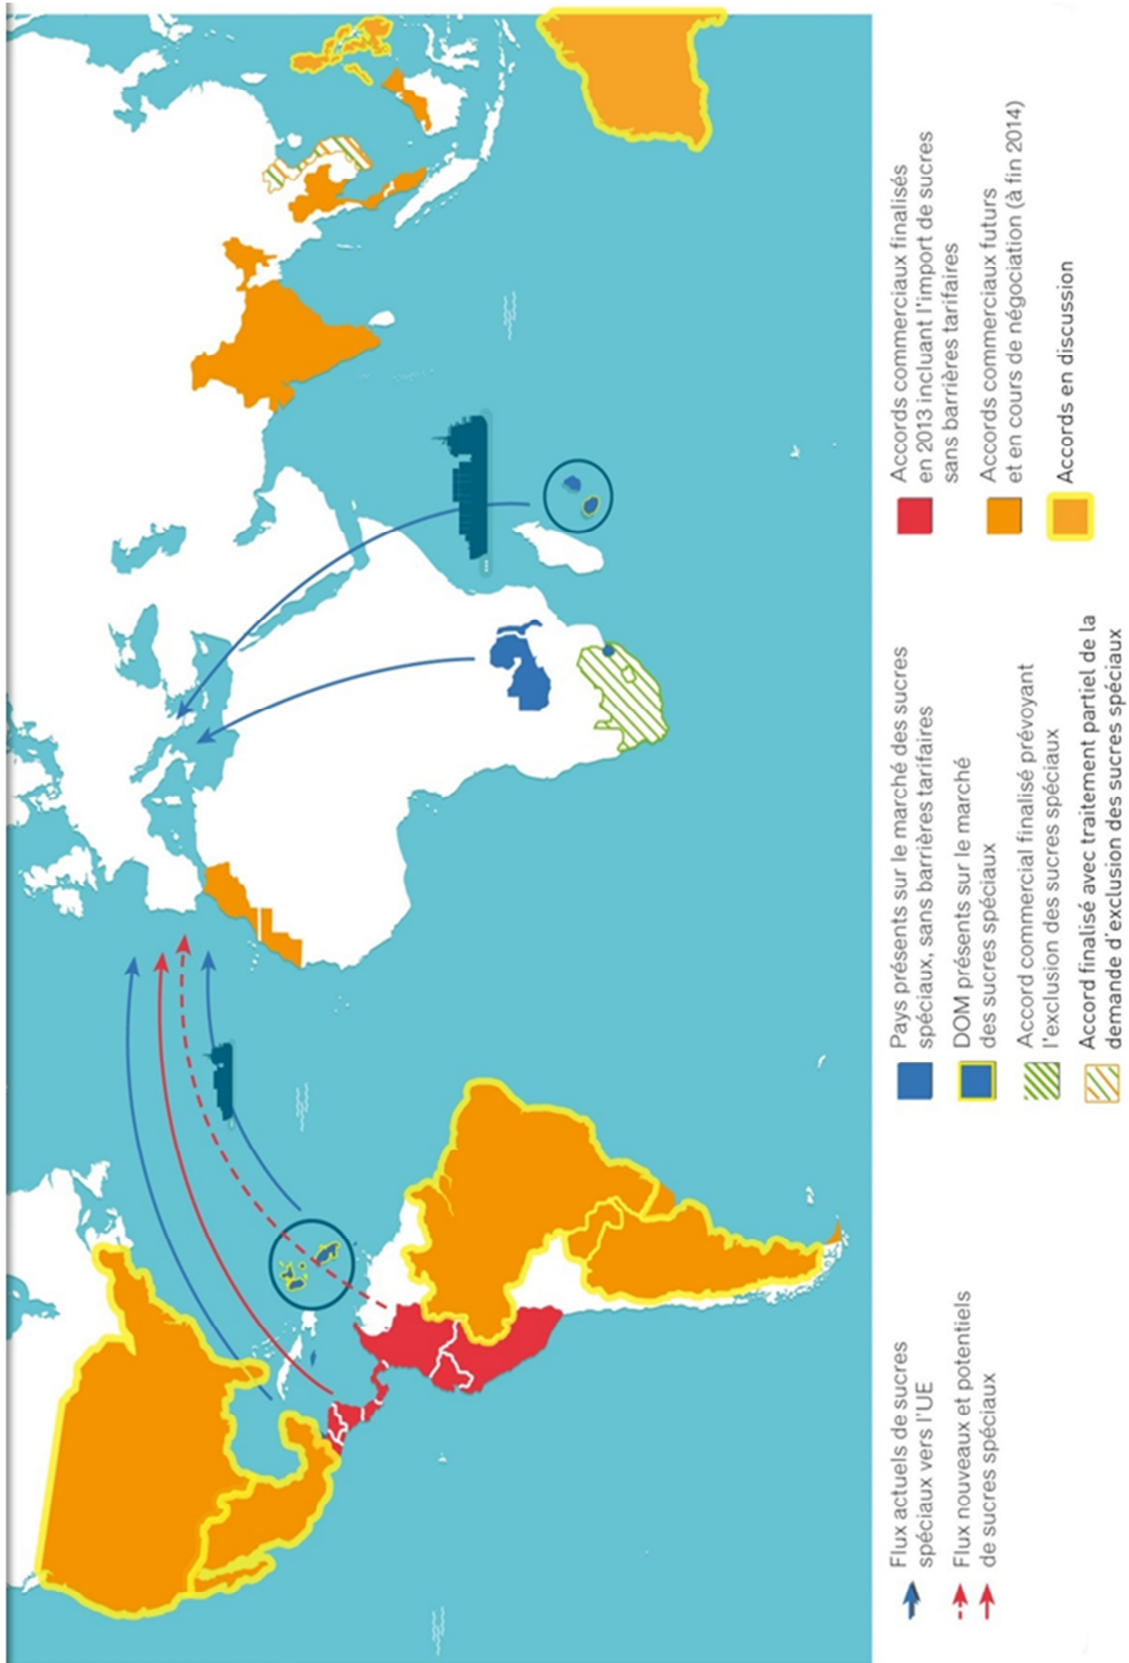 Flux actuels de sucres
spéciaux vers l'UE
Flux nouveaux et potentiels
de sucres spéciaux
Pays présents sur le marché des sucres
spéciaux, sans barrières tarifaires
DOM présents sur le marché
des sucres spéciaux
Accord commercial finalisé prévoyant
l'exclusion des sucres spéciaux
Accord finalisé avec traitement partiel de la
demande d'exclusion des sucres spéciaux
Accords commerciaux finalisés
en 2013 incluant l'import de sucres
sans barrières tarifaires
Accords commerciaux futurs
et en cours de négociation (à fin 2014)
Accords en discussion